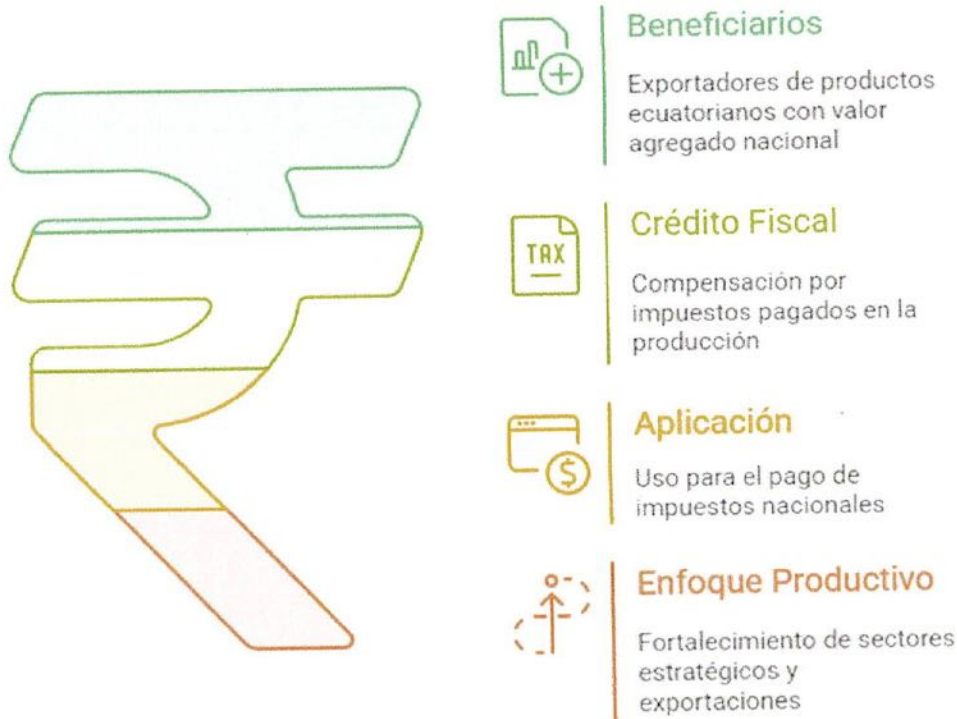 Beneficiarios
Exportadores de productos
ecuatorianos con valor
agregado nacional
TAX
Crédito Fiscal
Compensación por
impuestos pagados en la
producción
$
Aplicación
Uso para el pago de
impuestos nacionales
Enfoque Productivo
Fortalecimiento de sectores
estratégicos y
exportaciones